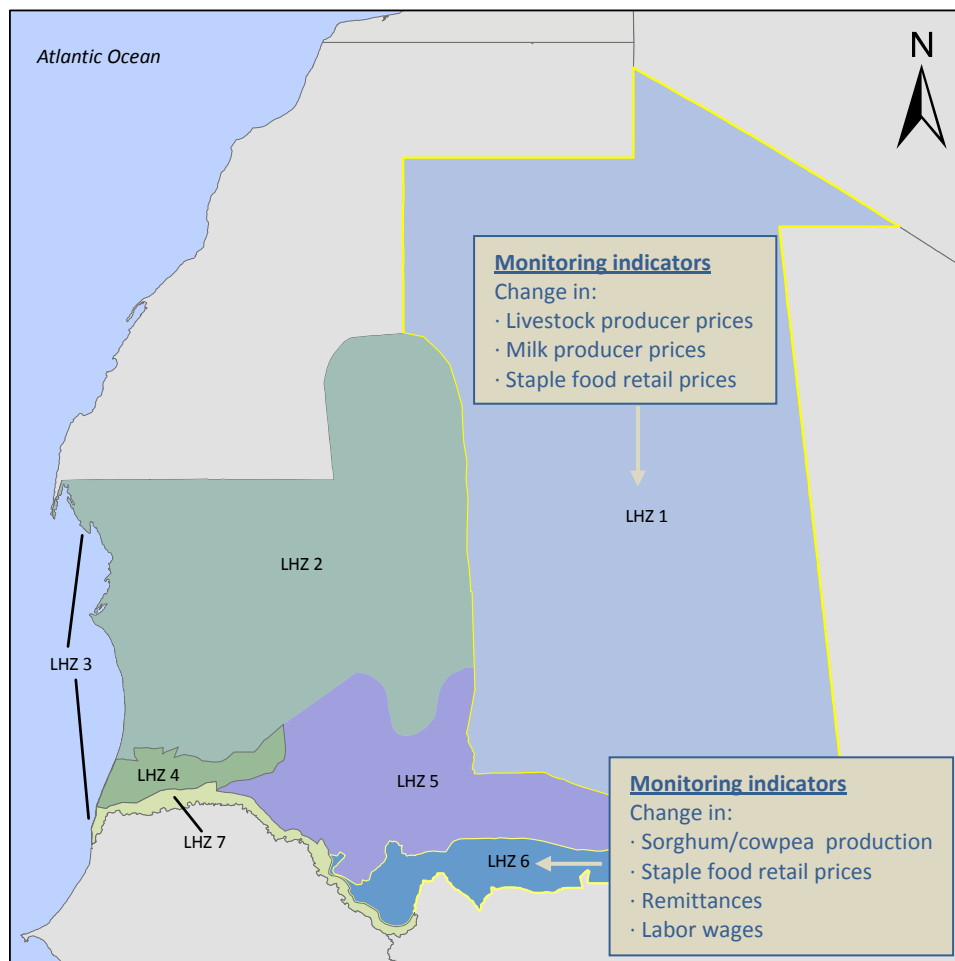 Atlantic Ocean
N
Monitoring indicators
Change in:
· Livestock producer prices
· Milk producer prices
· Staple food retail prices
LHZ 1
LHZ 2
LHZ 3
LHZ 4
LHZ 5
LHZ 7
LHZ 6
Monitoring indicators
Change in:
· Sorghum/cowpea production
· Staple food retail prices
· Remittances
· Labor wages